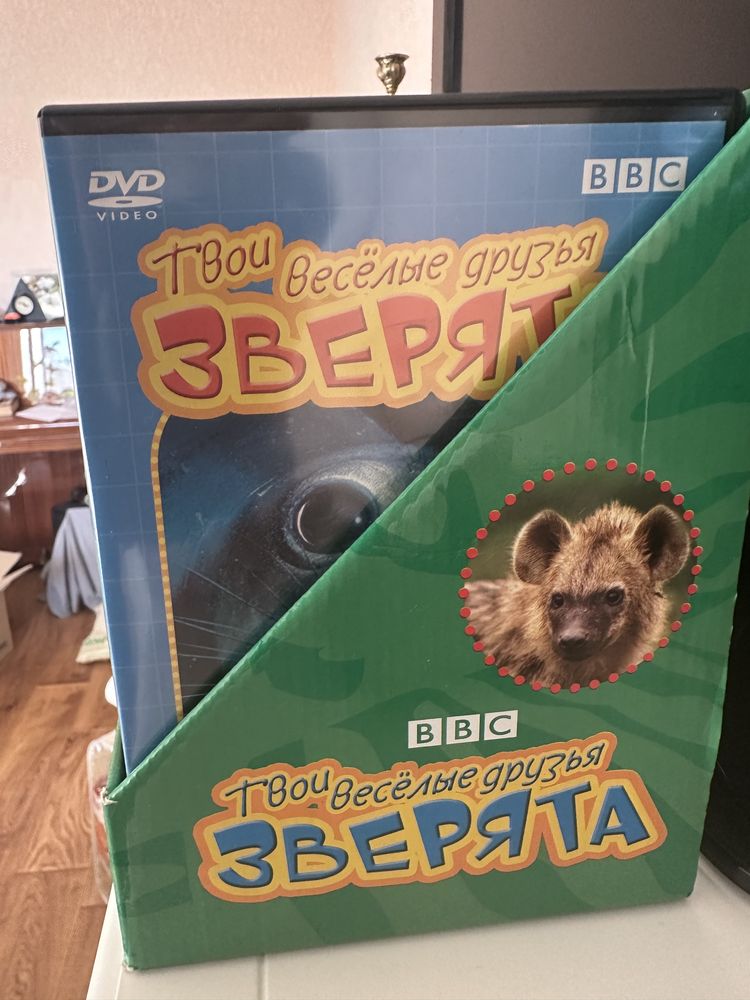 DVD
VIDEO
BBC
Твои весёлые друзья
ЗВЕРЯТ
BBC
Твои весёлые друзья
ЗВЕРЯТА